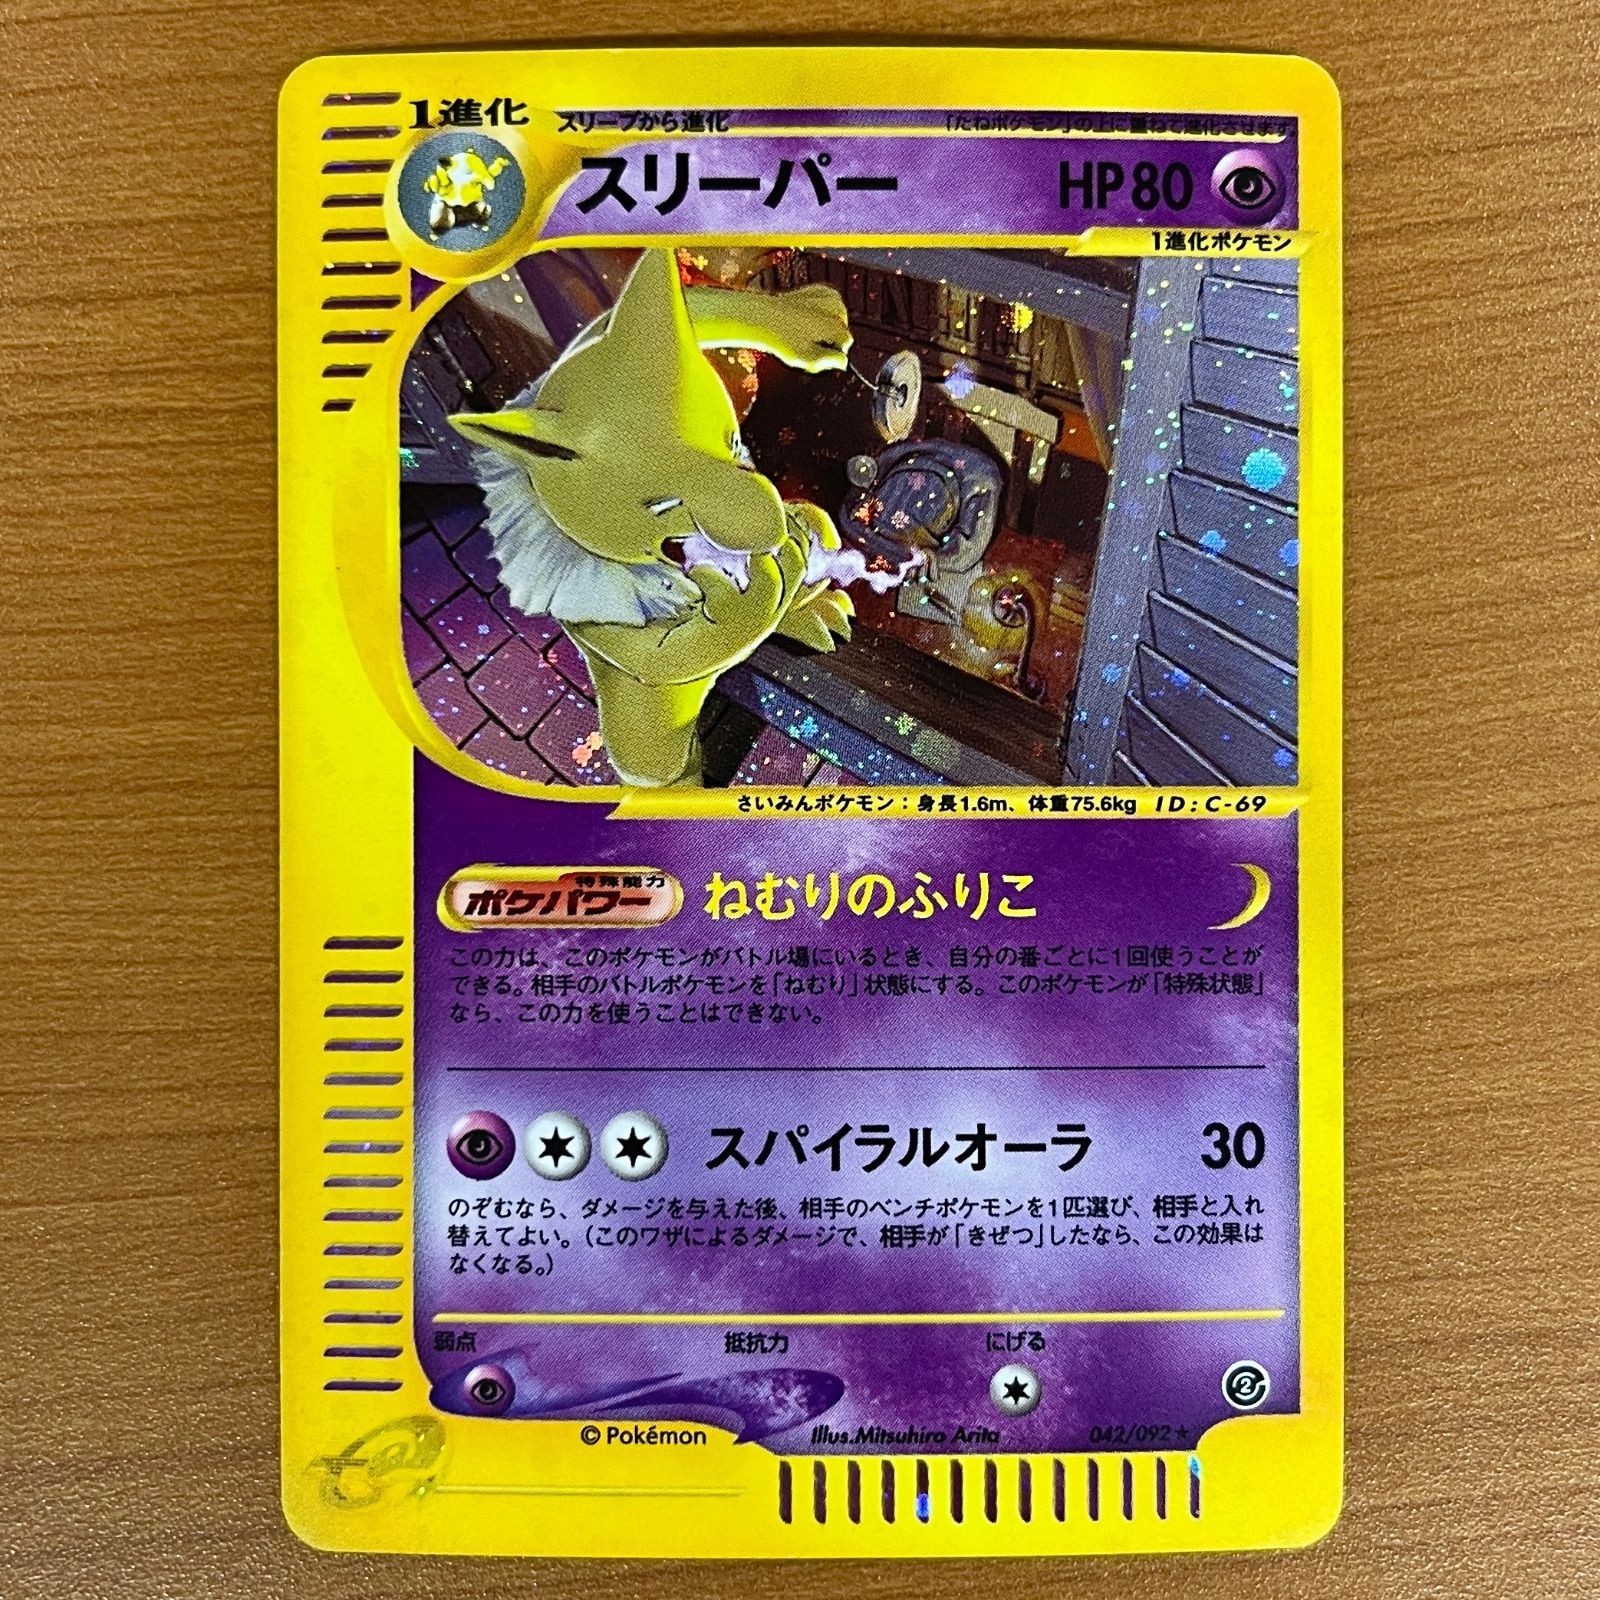 1進化
スリープから進化
「たねポケモン」の上に重ねて進化させます。
スリーパー HP80
1進化ポケモン
さいみんポケモン：身長1.6m、体重75.6kg ID:C-69
特殊能力
ポケパワー ねむりのふりこ
この力は、このポケモンがバトル場にいるとき、自分の番ごとに1回使うことが
できる。相手のバトルポケモンを「ねむり」状態にする。このポケモンが「特殊状態」
なら、この力を使うことはできない。
スパイラルオーラ 30
のぞむなら、ダメージを与えた後、相手のベンチポケモンを1匹選び、相手と入れ
替えてよい。（このワザによるダメージで、相手が「きぜつ」したなら、この効果は
なくなる。）
弱点 抵抗力 にげる
2
©Pokémon Illus.Mitsuhiro Arita 042/092★
e